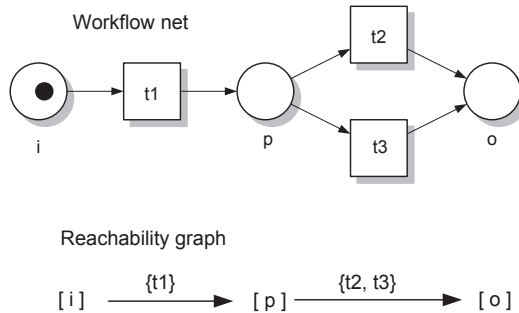 Workflow net
t2
t1
i
p
o
t3
Reachability graph
{t1}
{t2, t3}
[ i ]
[ p ]
[ o ]